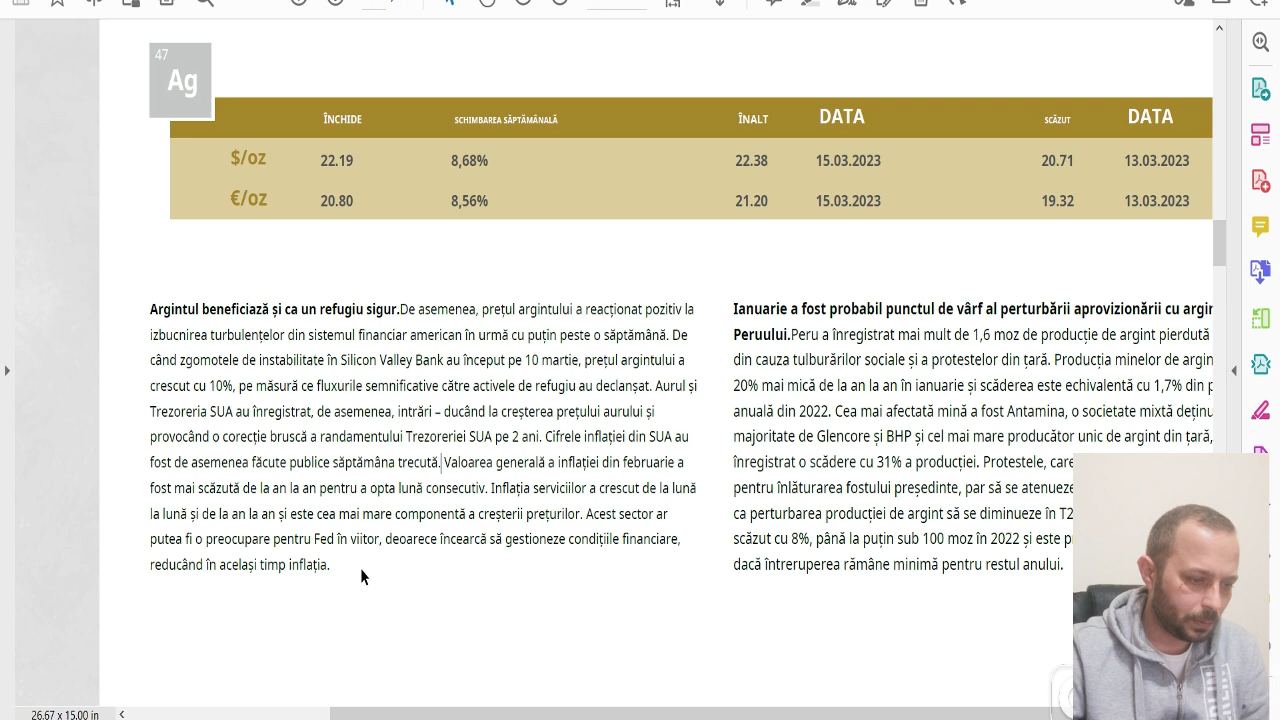 47
Ag
ÎNCHIDE SCHIMBAREA SĂPTĂMÂNALĂ ÎNALT DATA SCĂZUT DATA
$/oz 22.19 8,68% 22.38 15.03.2023 20.71 13.03.2023
€/oz 20.80 8,56% 21.20 15.03.2023 19.32 13.03.2023
Argintul beneficiază și ca un refugiu sigur.De asemenea, prețul argintului a reacționat pozitiv la
izbucnirea turbulențelor din sistemul financiar american în urmă cu puțin peste o săptămână. De
când zgomotele de instabilitate în Silicon Valley Bank au început pe 10 martie, prețul argintului a
crescut cu 10%, pe măsură ce fluxurile semnificative către activele de refugiu au declanșat. Aurul și
Trezoreria SUA au înregistrat, de asemenea, intrări – ducând la creșterea prețului aurului și
provocând o corecție bruscă a randamentului Trezoreriei SUA pe 2 ani. Cifrele inflației din SUA au
fost de asemenea făcute publice săptămâna trecută. Valoarea generală a inflației din februarie a
fost mai scăzută de la an la an pentru a opta lună consecutiv. Inflația serviciilor a crescut de la lună
la lună și de la an la an și este cea mai mare componentă a creșterii prețurilor. Acest sector ar
putea fi o preocupare pentru Fed în viitor, deoarece încearcă să gestioneze condițiile financiare,
reducând în același timp inflația.
Ianuarie a fost probabil punctul de vârf al perturbării aprovizionării cu argin
Peruului.Peru a înregistrat mai mult de 1,6 moz de producție de argint pierdută
din cauza tulburărilor sociale și a protestelor din țară. Producția minelor de argin
20% mai mică de la an la an în ianuarie și scăderea este echivalentă cu 1,7% din p
anuală din 2022. Cea mai afectată mină a fost Antamina, o societate mixtă deținu
majoritate de Glencore și BHP și cel mai mare producător unic de argint din țară,
înregistrat o scădere cu 31% a producției. Protestele, care
pentru înlăturarea fostului președinte, par să se atenueze
ca perturbarea producției de argint să se diminueze în T2
scăzut cu 8%, până la puțin sub 100 moz în 2022 și este p
dacă întreruperea rămâne minimă pentru restul anului.
26.67 x 15.00 in